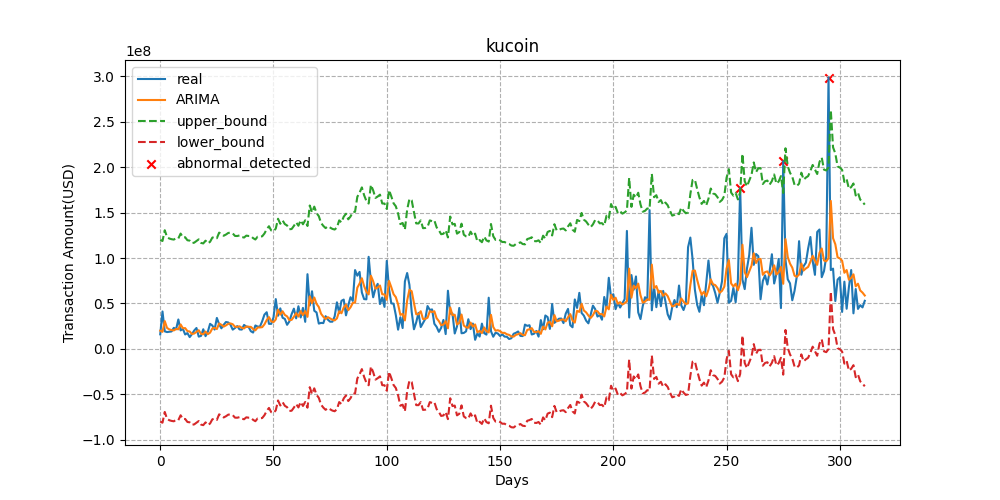 kucoin
1e8
real
ARIMA
upper_bound
lower_bound
abnormal_detected
Transaction Amount(USD)
3.0
2.5
2.0
1.5
1.0
0.5
0.0
−0.5
−1.0
0 50 100 150 200 250 300
Days